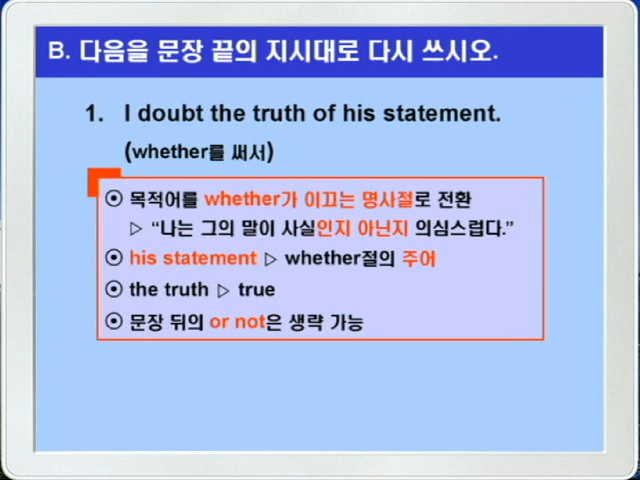 B. 다음을 문장 끝의 지시대로 다시 쓰시오.
1. I doubt the truth of his statement.
(whether를 써서)
⊙ 목적어를 whether가 이끄는 명사절로 전환
▷ “나는 그의 말이 사실인지 아닌지 의심스럽다.”
⊙ his statement ▷ whether절의 주어
⊙ the truth ▷ true
⊙ 문장 뒤의 or not은 생략 가능